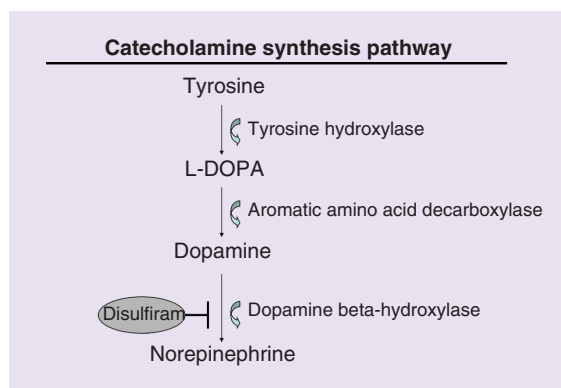 Catecholamine synthesis pathway
Tyrosine
Tyrosine hydroxylase
L-DOPA
Aromatic amino acid decarboxylase
Dopamine
Disulfiram
Dopamine beta-hydroxylase
Norepinephrine